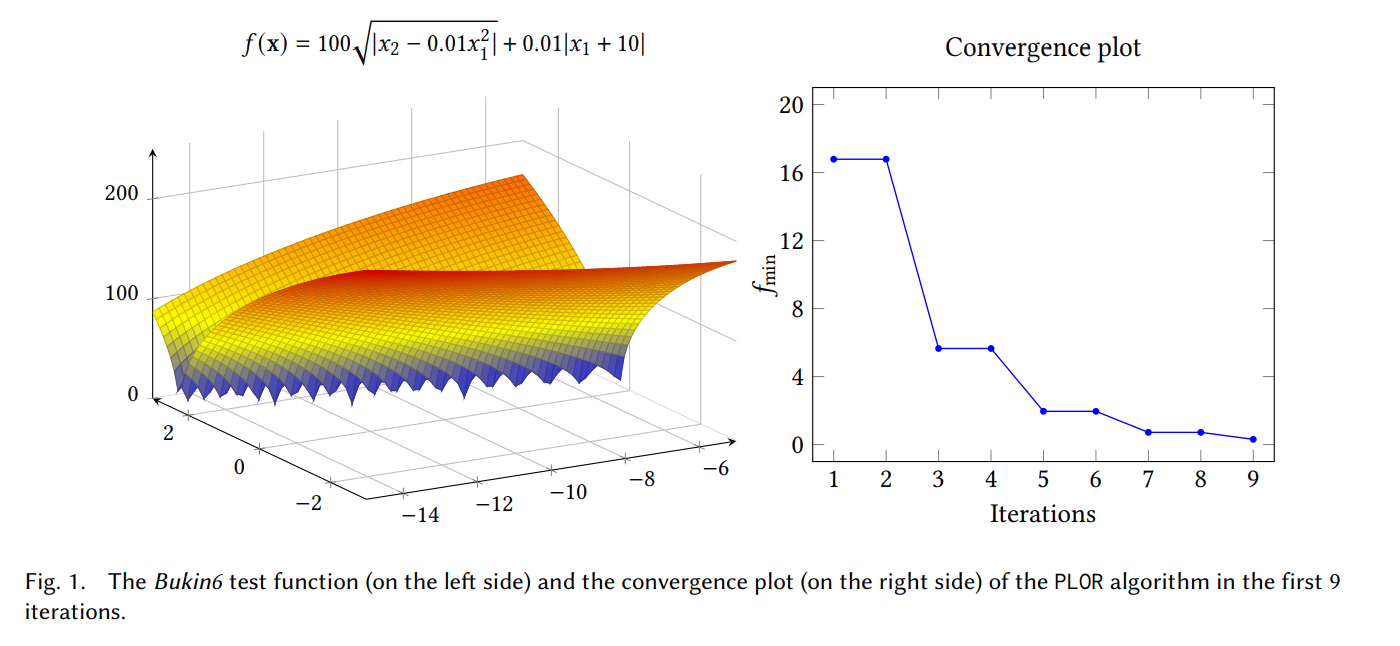 f(x) = 100√|x₂ − 0.01x₁²| + 0.01|x₁ + 10|
200
100
0
2
0
−2
−14
−12
−10
−8
−6
Convergence plot
20
16
12
8
4
0
f_min
1 2 3 4 5 6 7 8 9
Iterations
Fig. 1. The Bukin6 test function (on the left side) and the convergence plot (on the right side) of the PLOR algorithm in the first 9
iterations.